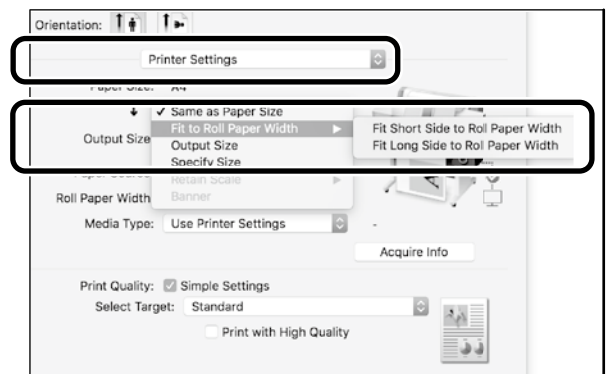 Orientation:
Printer Settings
Paper Size: A4
✓ Same as Paper Size
Fit to Roll Paper Width
Fit Short Side to Roll Paper Width
Output Size
Output Size
Fit Long Side to Roll Paper Width
Specify Size
Retain Scale
Roll Paper Width
Banner
Media Type: Use Printer Settings
-
Acquire Info
Print Quality: Simple Settings
Select Target: Standard
Print with High Quality